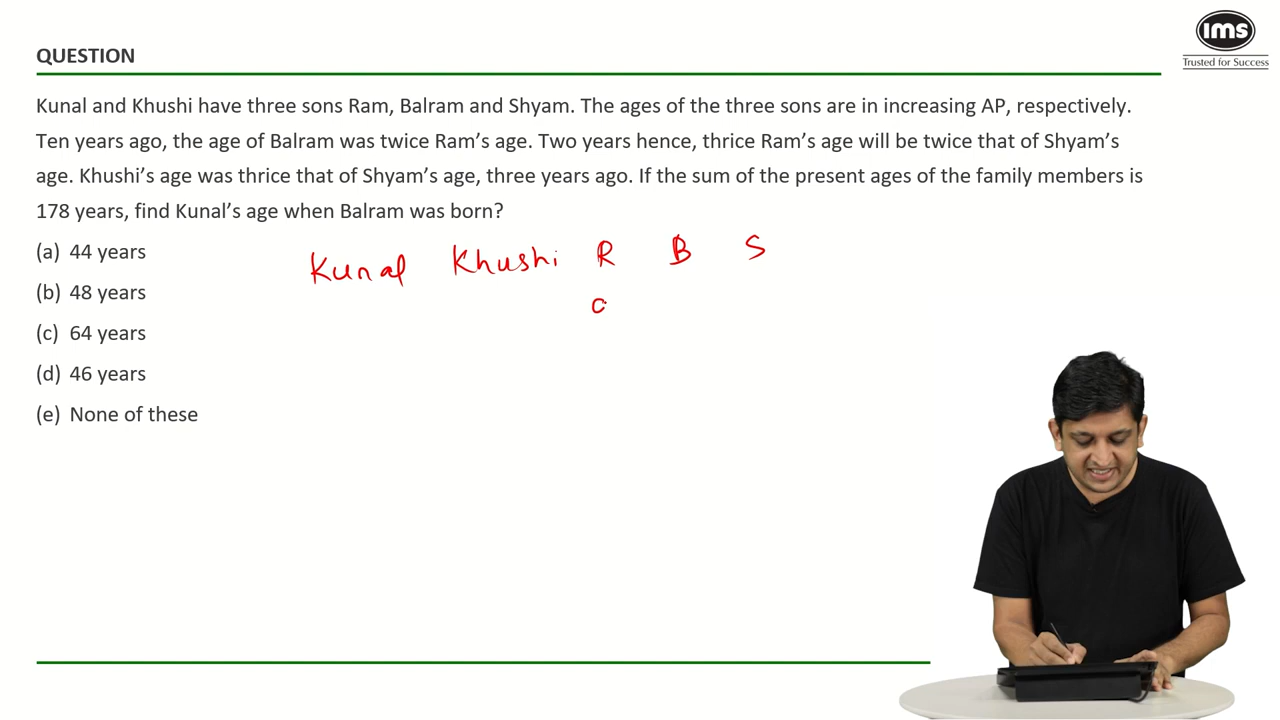 QUESTION
ims
Trusted for Success
Kunal and Khushi have three sons Ram, Balram and Shyam. The ages of the three sons are in increasing AP, respectively.
Ten years ago, the age of Balram was twice Ram’s age. Two years hence, thrice Ram’s age will be twice that of Shyam’s
age. Khushi’s age was thrice that of Shyam’s age, three years ago. If the sum of the present ages of the family members is
178 years, find Kunal’s age when Balram was born?
(a) 44 years
(b) 48 years
(c) 64 years
(d) 46 years
(e) None of these
Kunal Khushi R B S